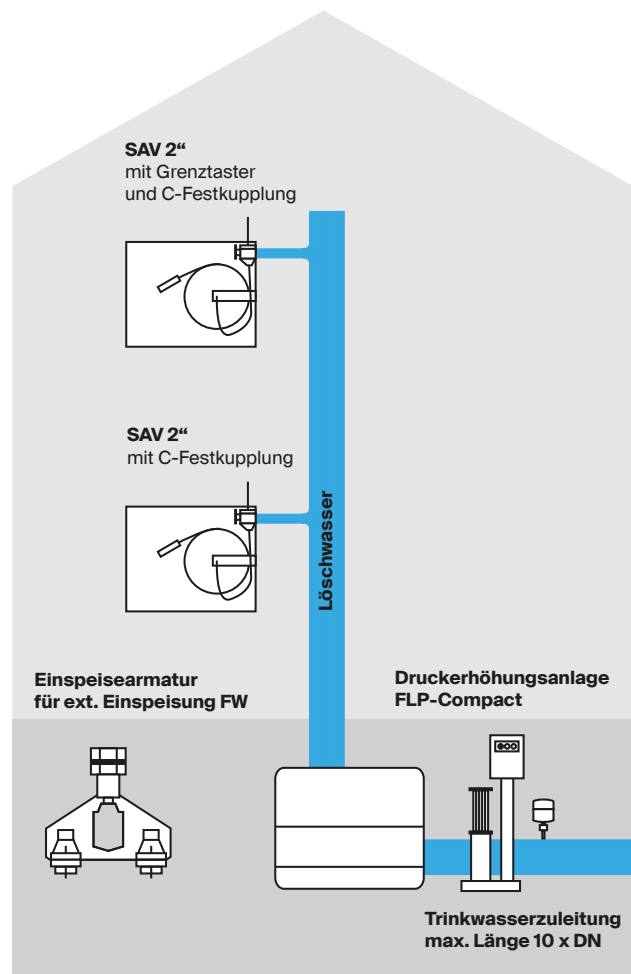 SAV 2“
mit Grenztaster
und C-Festkupplung
SAV 2“
mit C-Festkupplung
Löschwasser
Einspeisearmatur
für ext. Einspeisung FW
Druckerhöhungsanlage
FLP-Compact
Trinkwasserzuleitung
max. Länge 10 x DN